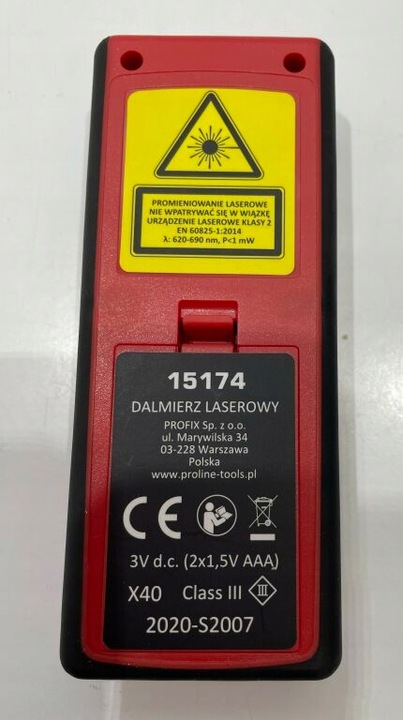 PROMIENIOWANIE LASEROWE
NIE WPATRYWAĆ SIĘ W WIĄZKĘ
URZĄDZENIE LASEROWE KLASY 2
EN 60825-1:2014
λ: 620-690 nm, P<1 mW
15174
DALMIERZ LASEROWY
PROFIX Sp. z o.o.
ul. Marywilska 34
03-228 Warszawa
Polska
www.proline-tools.pl
CE
3V d.c. (2x1,5V AAA)
X40 Class III III
2020-S2007